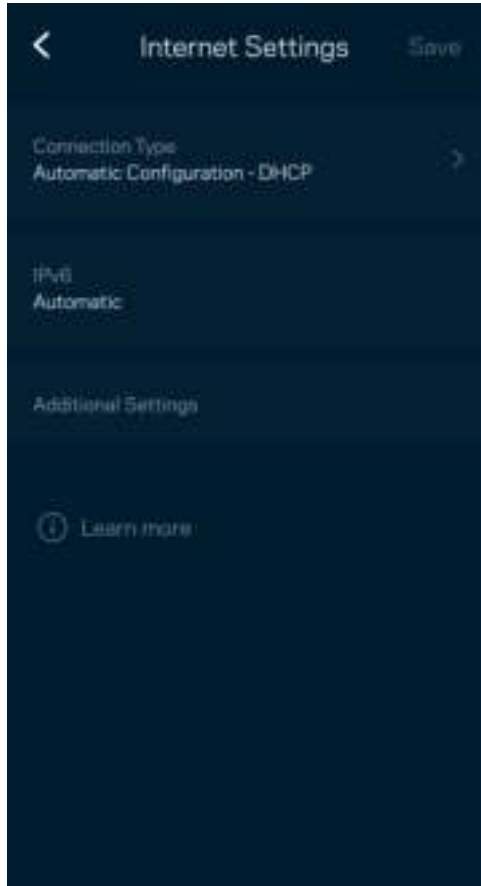 Internet Settings
Save
Connection Type
Automatic Configuration - DHCP
IPv6
Automatic
Additional Settings
Learn more